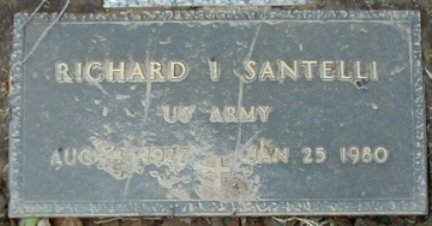 RICHARD I SANTELLI
US ARMY
AUG JAN 25 1980